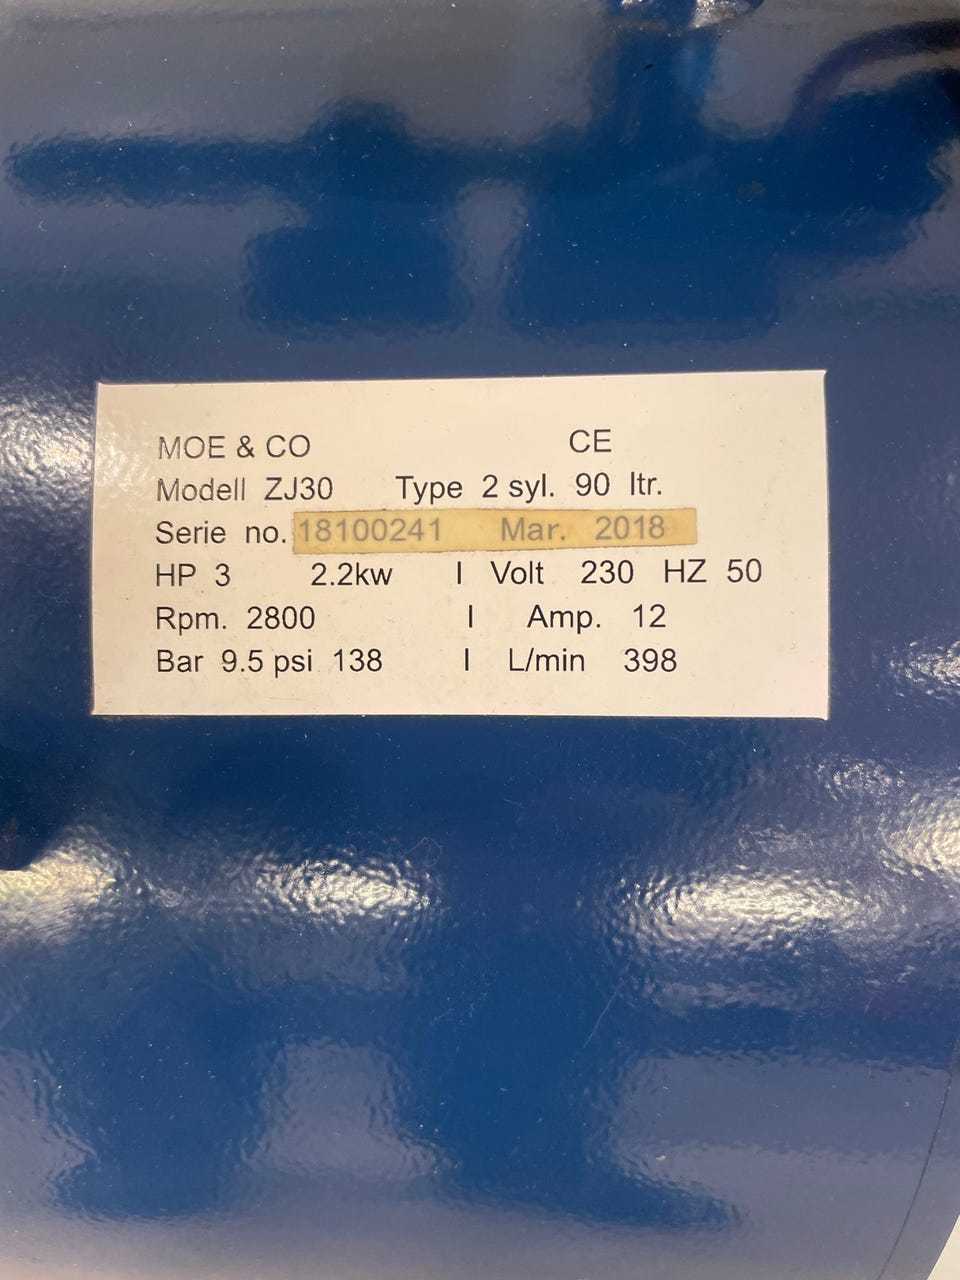 MOE & CO CE
Modell ZJ30 Type 2 syl. 90 ltr.
Serie no. 18100241 Mar. 2018
HP 3 2.2kw I Volt 230 HZ 50
Rpm. 2800 I Amp. 12
Bar 9.5 psi 138 I L/min 398